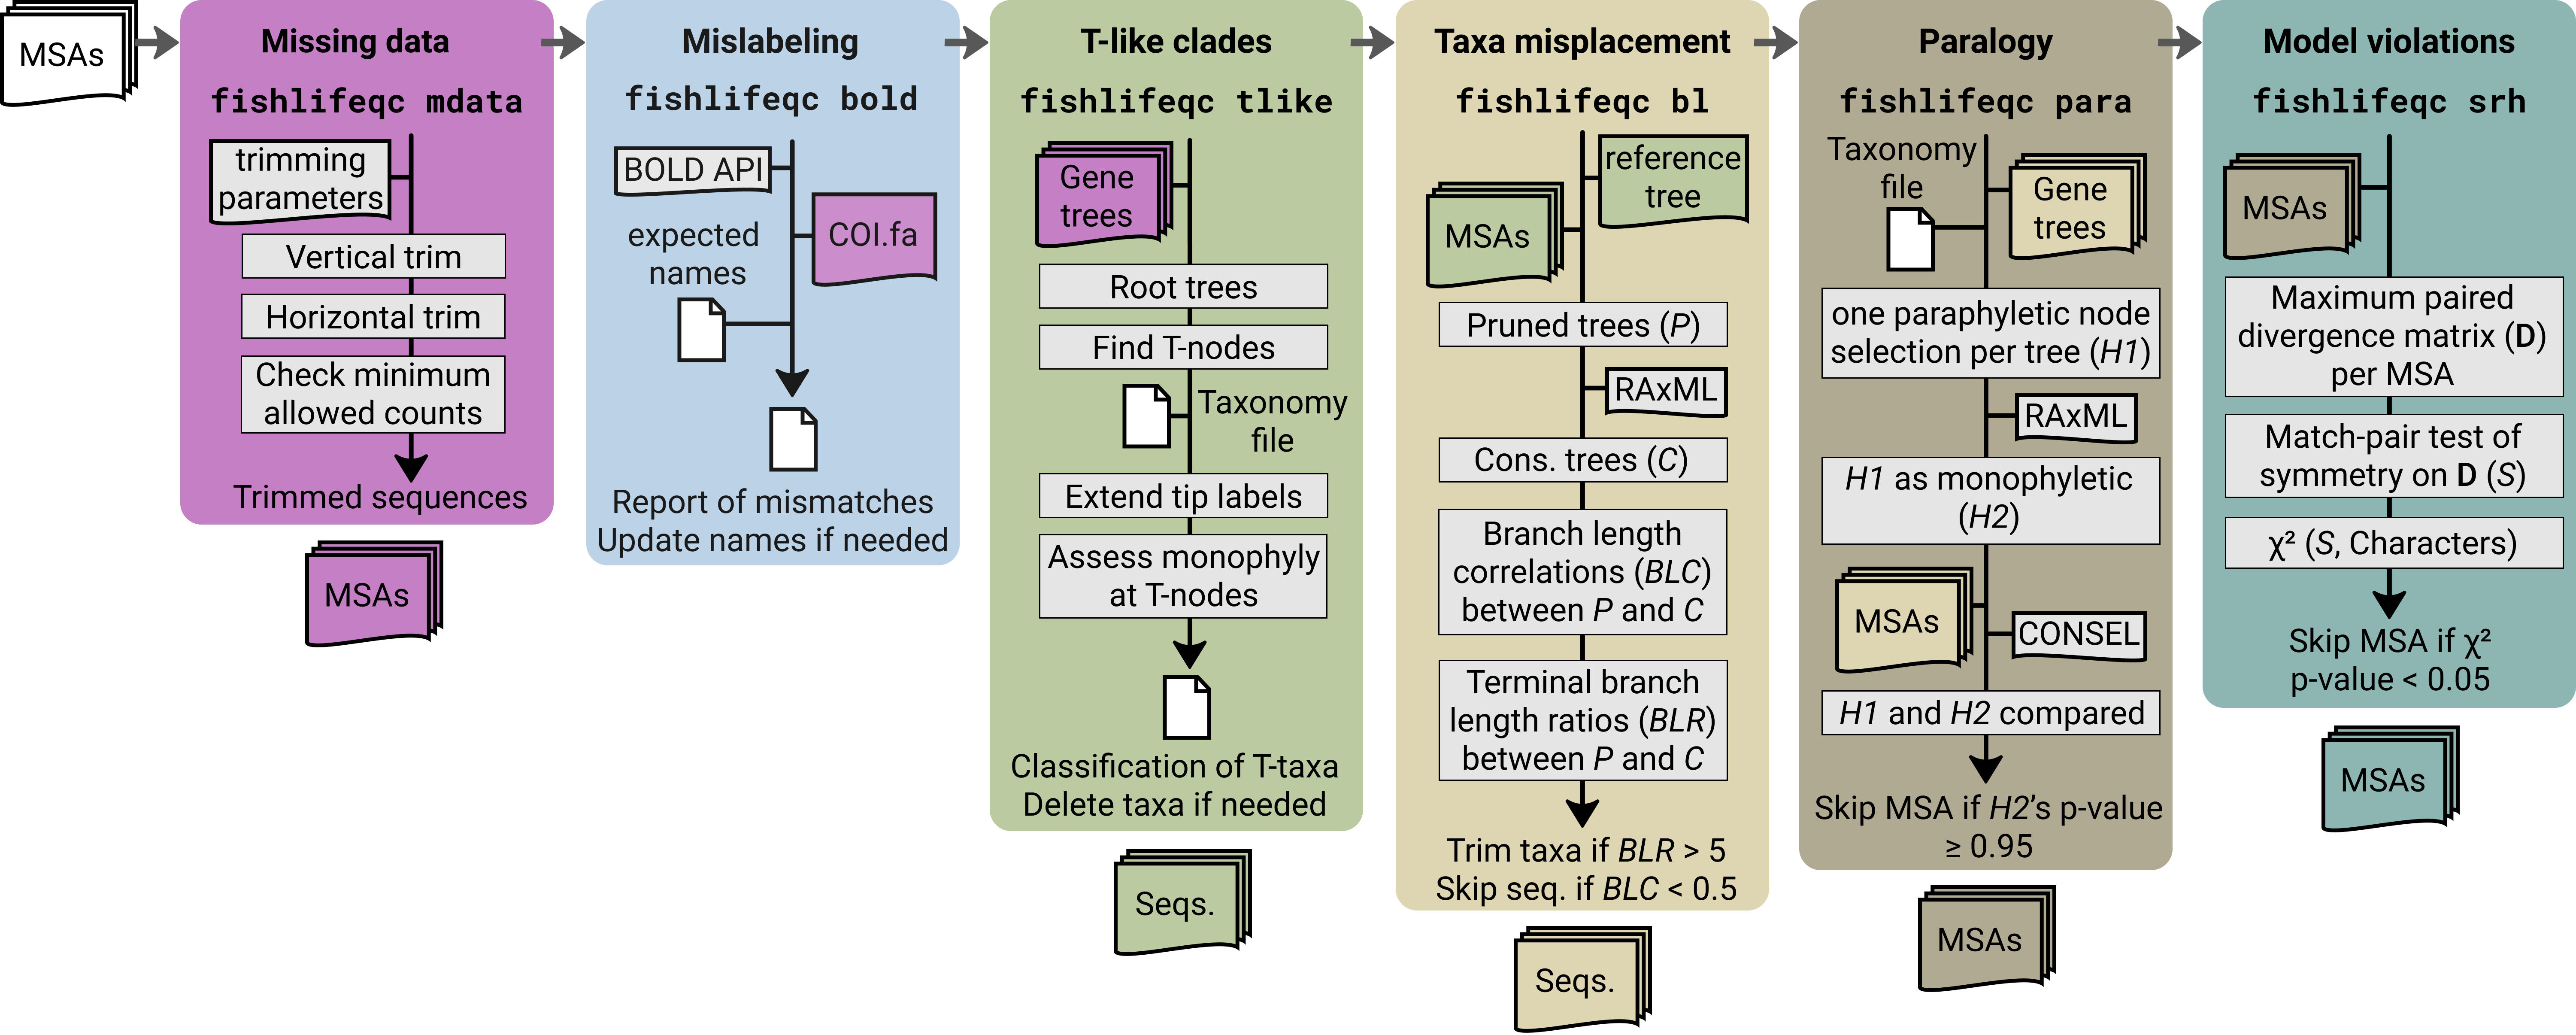 MSAs
Missing data
fishlifeqc mdata
trimming
parameters
Vertical trim
Horizontal trim
Check minimum
allowed counts
Trimmed sequences
MSAs
Mislabeling
fishlifeqc bold
BOLD API
COI.fa
expected
names
Report of mismatches
Update names if needed
T-like clades
fishlifeqc tlike
Gene
trees
Root trees
Find T-nodes
Taxonomy
file
Extend tip labels
Assess monophyly
at T-nodes
Classification of T-taxa
Delete taxa if needed
Seqs.
Taxa misplacement
fishlifeqc bl
reference
tree
MSAs
Pruned trees (P)
RAxML
Cons. trees (C)
Branch length
correlations (BLC)
between P and C
Terminal branch
length ratios (BLR)
between P and C
Trim taxa if BLR > 5
Skip seq. if BLC < 0.5
Seqs.
Paralogy
fishlifeqc para
Taxonomy
file
Gene
trees
one paraphyletic node
selection per tree (H1)
RAxML
H1 as monophyletic
(H2)
MSAs
CONSEL
H1 and H2 compared
Skip MSA if H2’s p-value
≥ 0.95
MSAs
Model violations
fishlifeqc srh
MSAs
Maximum paired
divergence matrix (D)
per MSA
Match-pair test of
symmetry on D (S)
χ² (S, Characters)
Skip MSA if χ²
p-value < 0.05
MSAs